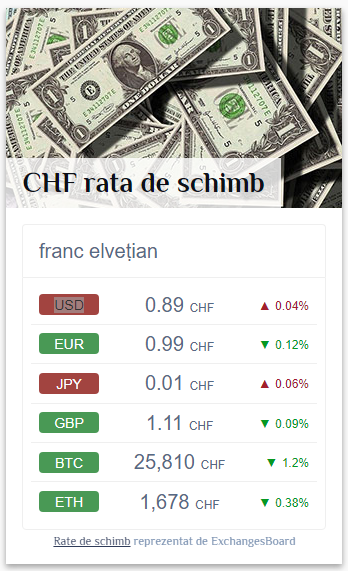 CHF rata de schimb
franc elvețian
USD 0.89 CHF ▲ 0.04%
EUR 0.99 CHF ▼ 0.12%
JPY 0.01 CHF ▲ 0.06%
GBP 1.11 CHF ▼ 0.09%
BTC 25,810 CHF ▼ 1.2%
ETH 1,678 CHF ▼ 0.38%
Rate de schimb reprezentat de ExchangesBoard